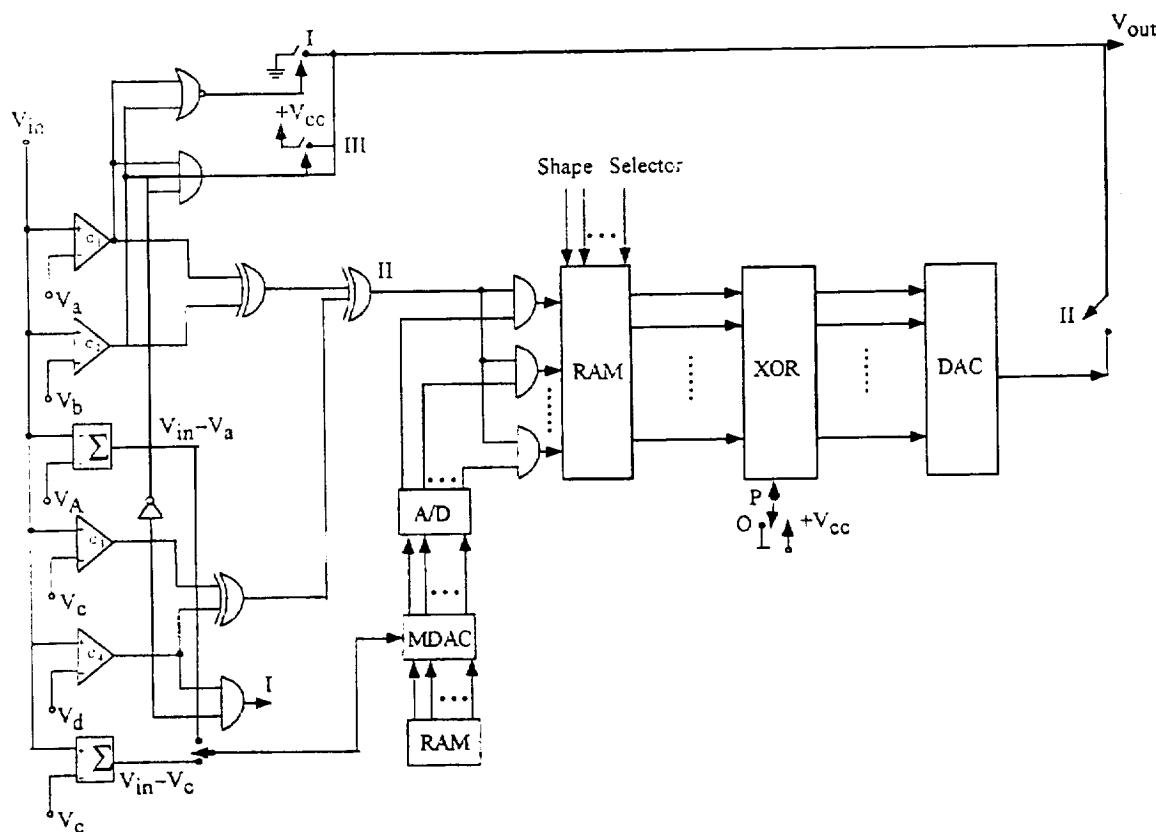 I
V_out
V_in
+V_cc
III
Shape Selector
c_1
V_a
II
c_2
RAM
XOR
DAC
II
V_b
V_in−V_a
Σ
V_A
A/D
P
O
+V_cc
c_3
V_c
MDAC
c_4
I
V_d
RAM
Σ
V_in−V_c
V_c